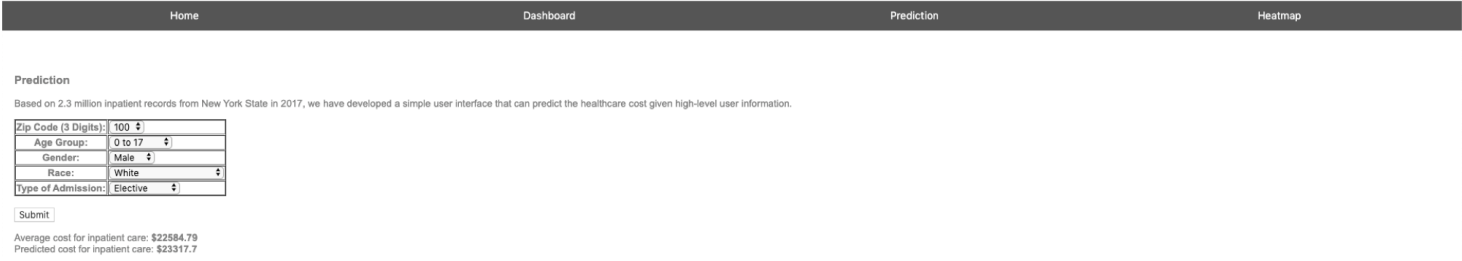 Home Dashboard Prediction Heatmap
Prediction
Based on 2.3 million inpatient records from New York State in 2017, we have developed a simple user interface that can predict the healthcare cost given high-level user information.
Zip Code (3 Digits): 100
Age Group: 0 to 17
Gender: Male
Race: White
Type of Admission: Elective
Submit
Average cost for inpatient care: $22584.79
Predicted cost for inpatient care: $23317.7